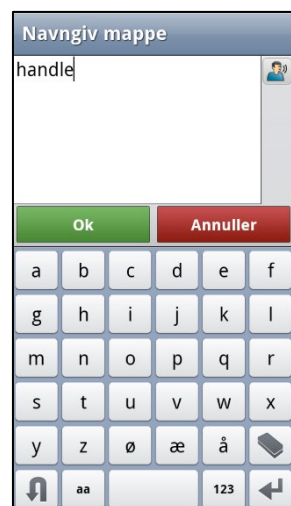 Navngiv mappe
handle
Ok Annuller
a b c d e f
g h i j k l
m n o p q r
s t u v w x
y z ø æ å
aa 123